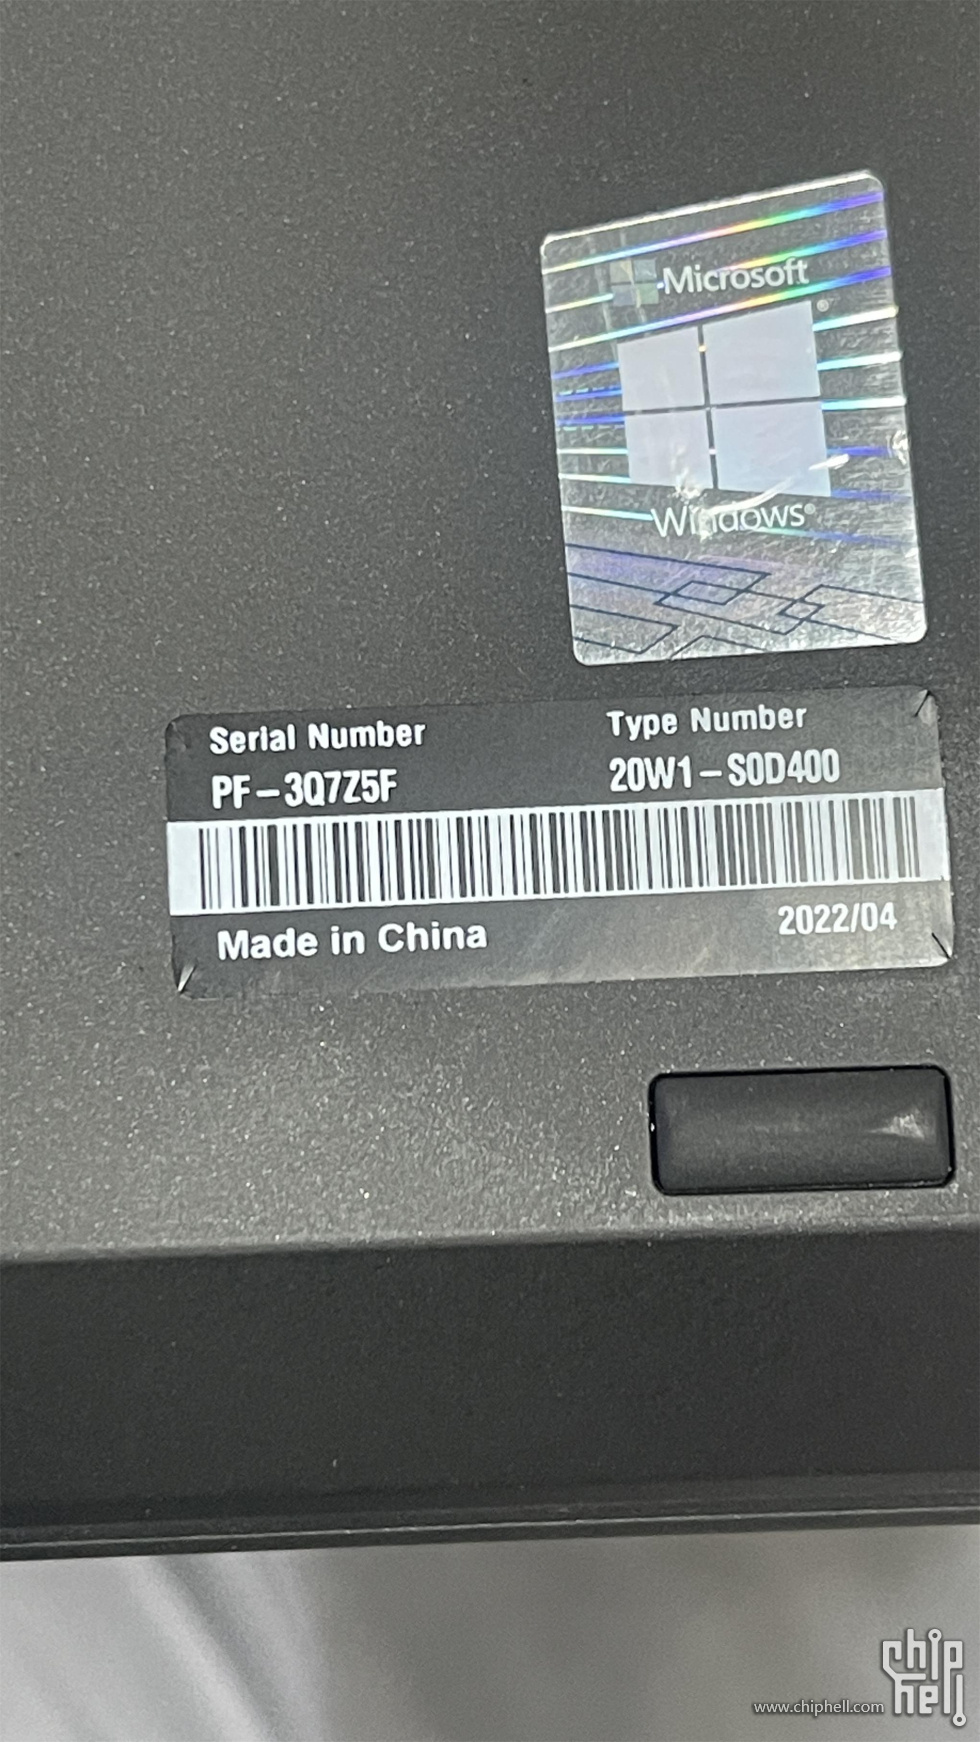 Microsoft
Windows®
Serial Number
PF-3Q7Z5F
Type Number
20W1-S0D400
Made in China
2022/04
chip
hell
www.chiphell.com